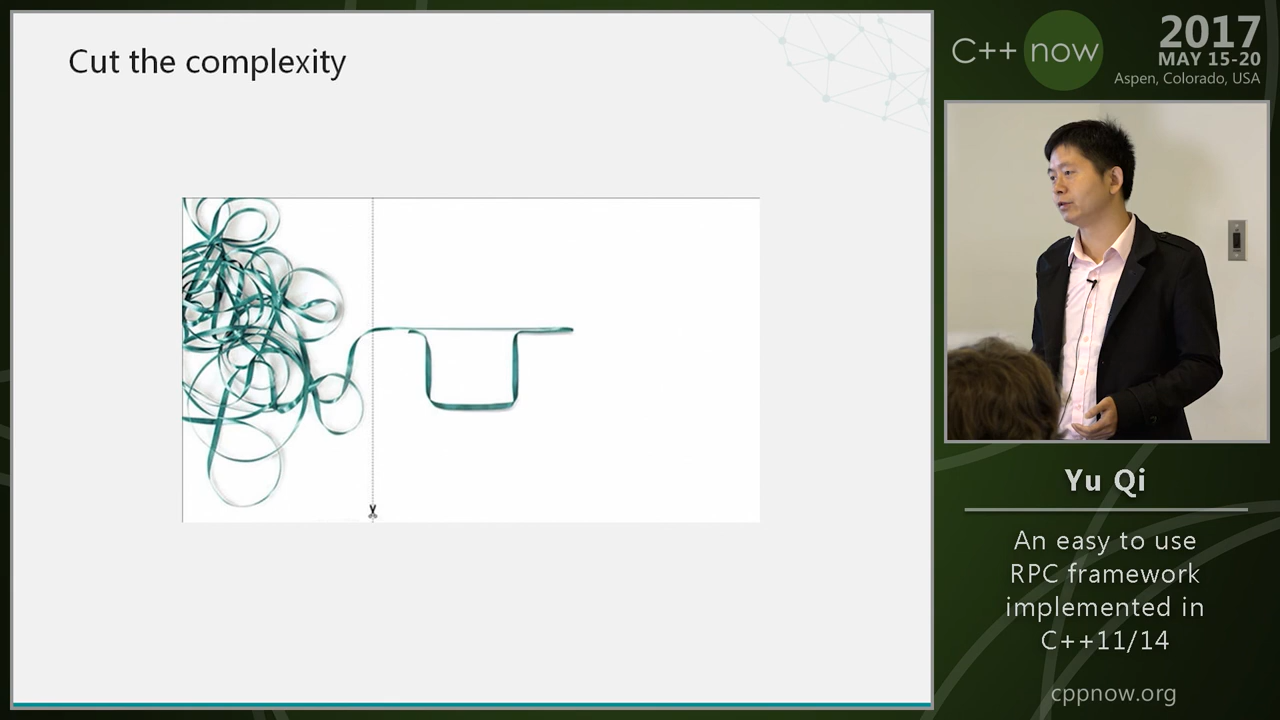 Cut the complexity
C++ now
2017
MAY 15-20
Aspen, Colorado, USA
Yu Qi
An easy to use
RPC framework
implemented in
C++11/14
cppnow.org